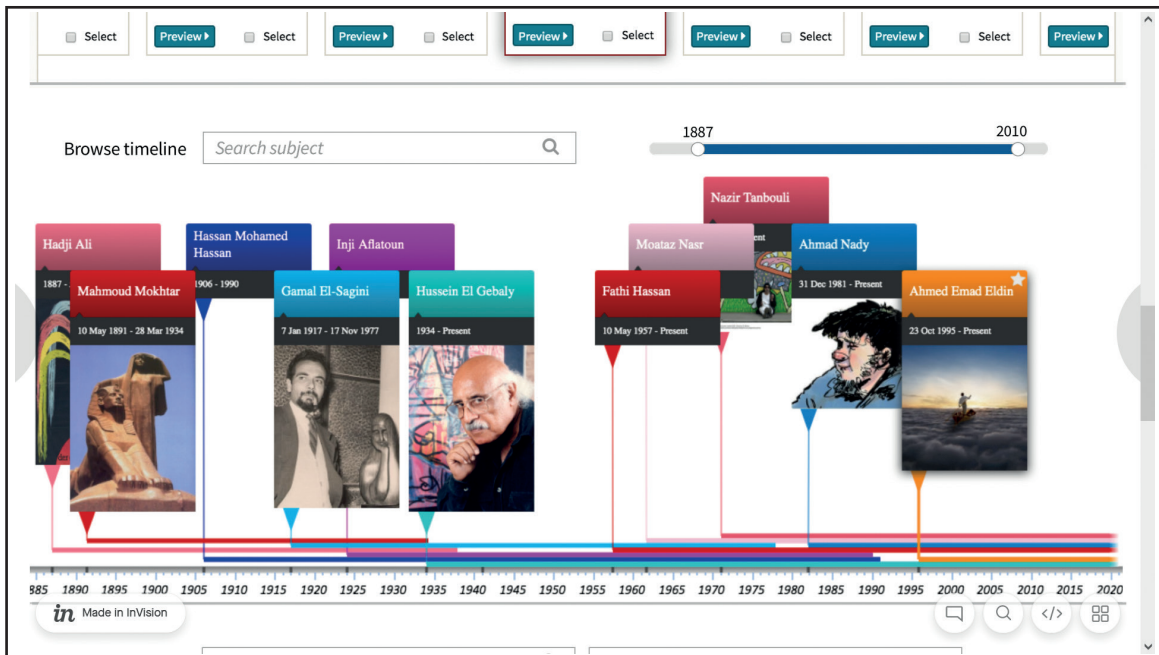 Select
Preview
Select
Preview
Select
Preview
Select
Preview
Select
Preview
Select
Preview
Browse timeline
Search subject
1887
2010
Nazir Tanbouli
Hadji Ali
Hassan Mohamed
Hassan
Inji Aflatoun
Moataz Nasr
ent
Ahmad Nady
1887 -
Mahmoud Mokhtar
1906 - 1990
Gamal El-Sagini
Hussein El Gebaly
Fathi Hassan
31 Dec 1981 - Present
Ahmed Emad Eldin
10 May 1891 - 28 Mar 1934
7 Jan 1917 - 17 Nov 1977
1934 - Present
10 May 1957 - Present
23 Oct 1995 - Present
885 1890 1895 1900 1905 1910 1915 1920 1925 1930 1935 1940 1945 1950 1955 1960 1965 1970 1975 1980 1985 1990 1995 2000 2005 2010 2015 2020
in Made in InVision